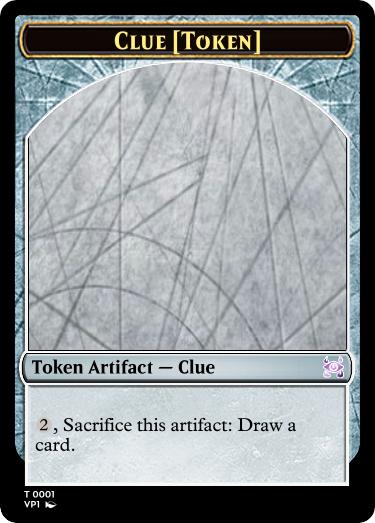 Clue [Token]
Token Artifact — Clue
2, Sacrifice this artifact: Draw a
card.
T 0001
VP1